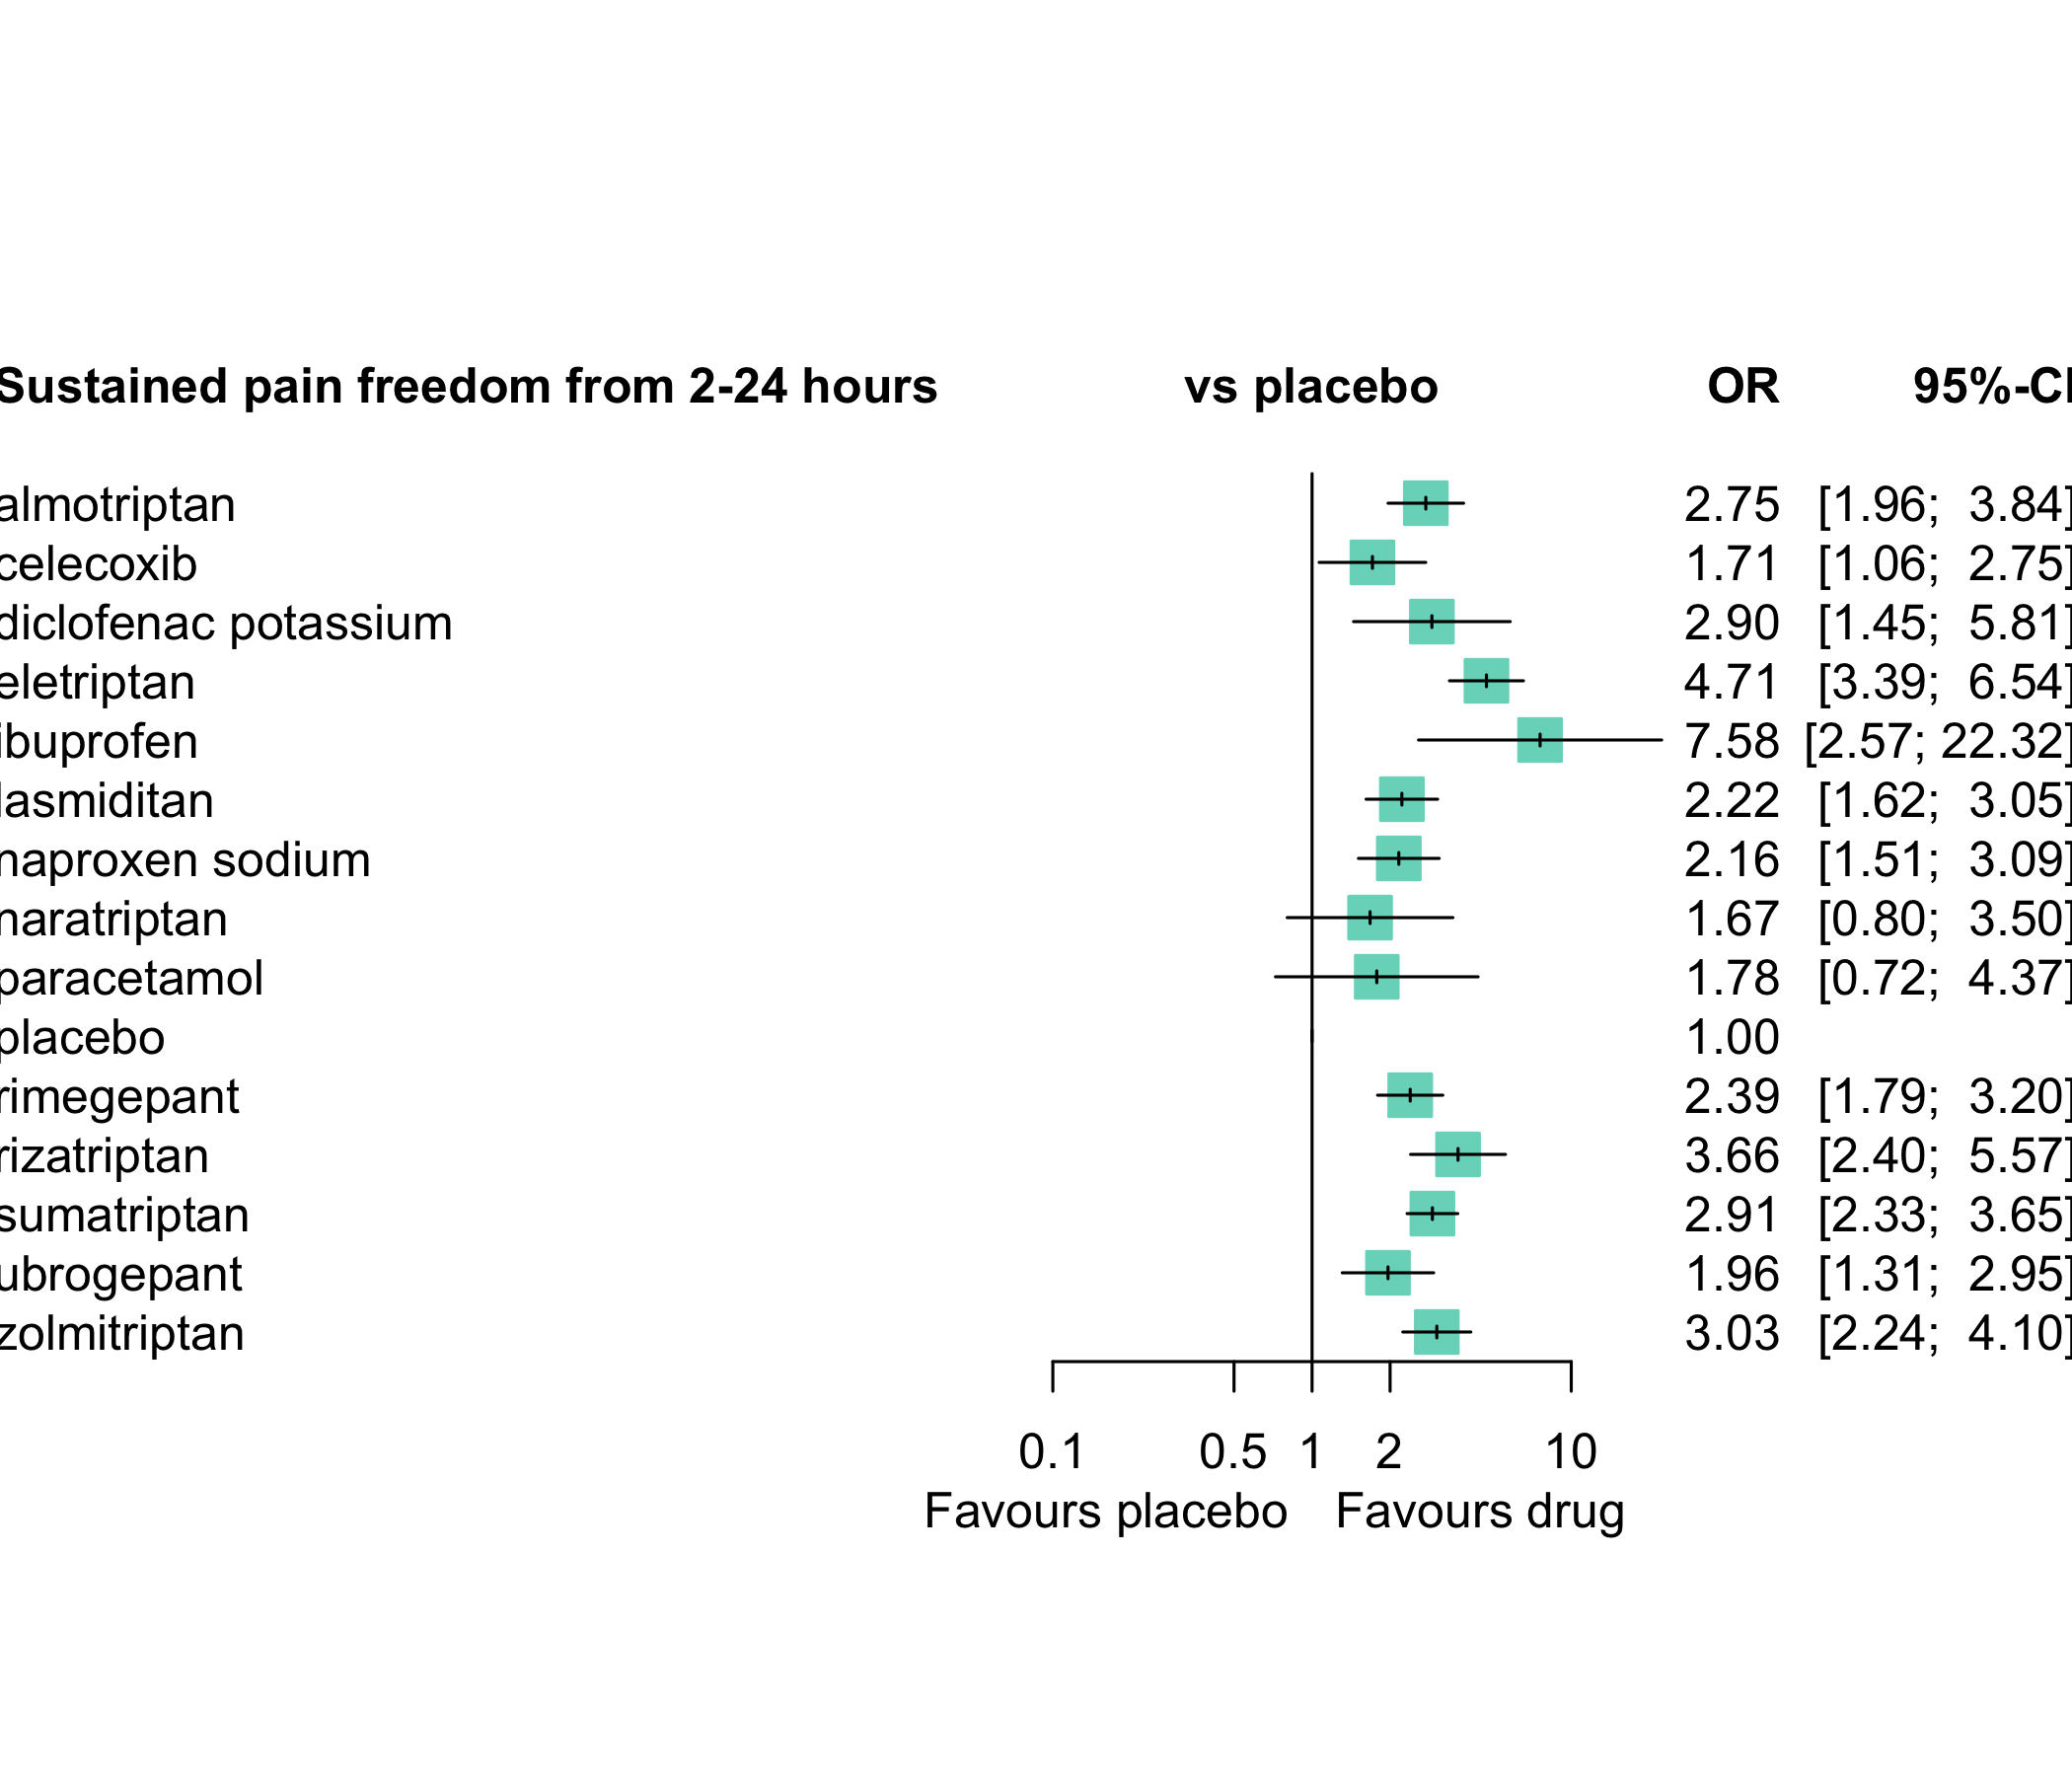 Sustained pain freedom from 2-24 hours vs placebo OR 95%-CI
almotriptan 2.75 [1.96; 3.84]
celecoxib 1.71 [1.06; 2.75]
diclofenac potassium 2.90 [1.45; 5.81]
eletriptan 4.71 [3.39; 6.54]
ibuprofen 7.58 [2.57; 22.32]
lasmiditan 2.22 [1.62; 3.05]
naproxen sodium 2.16 [1.51; 3.09]
naratriptan 1.67 [0.80; 3.50]
paracetamol 1.78 [0.72; 4.37]
placebo 1.00
rimegepant 2.39 [1.79; 3.20]
rizatriptan 3.66 [2.40; 5.57]
sumatriptan 2.91 [2.33; 3.65]
ubrogepant 1.96 [1.31; 2.95]
zolmitriptan 3.03 [2.24; 4.10]
0.1 0.5 1 2 10
Favours placebo Favours drug